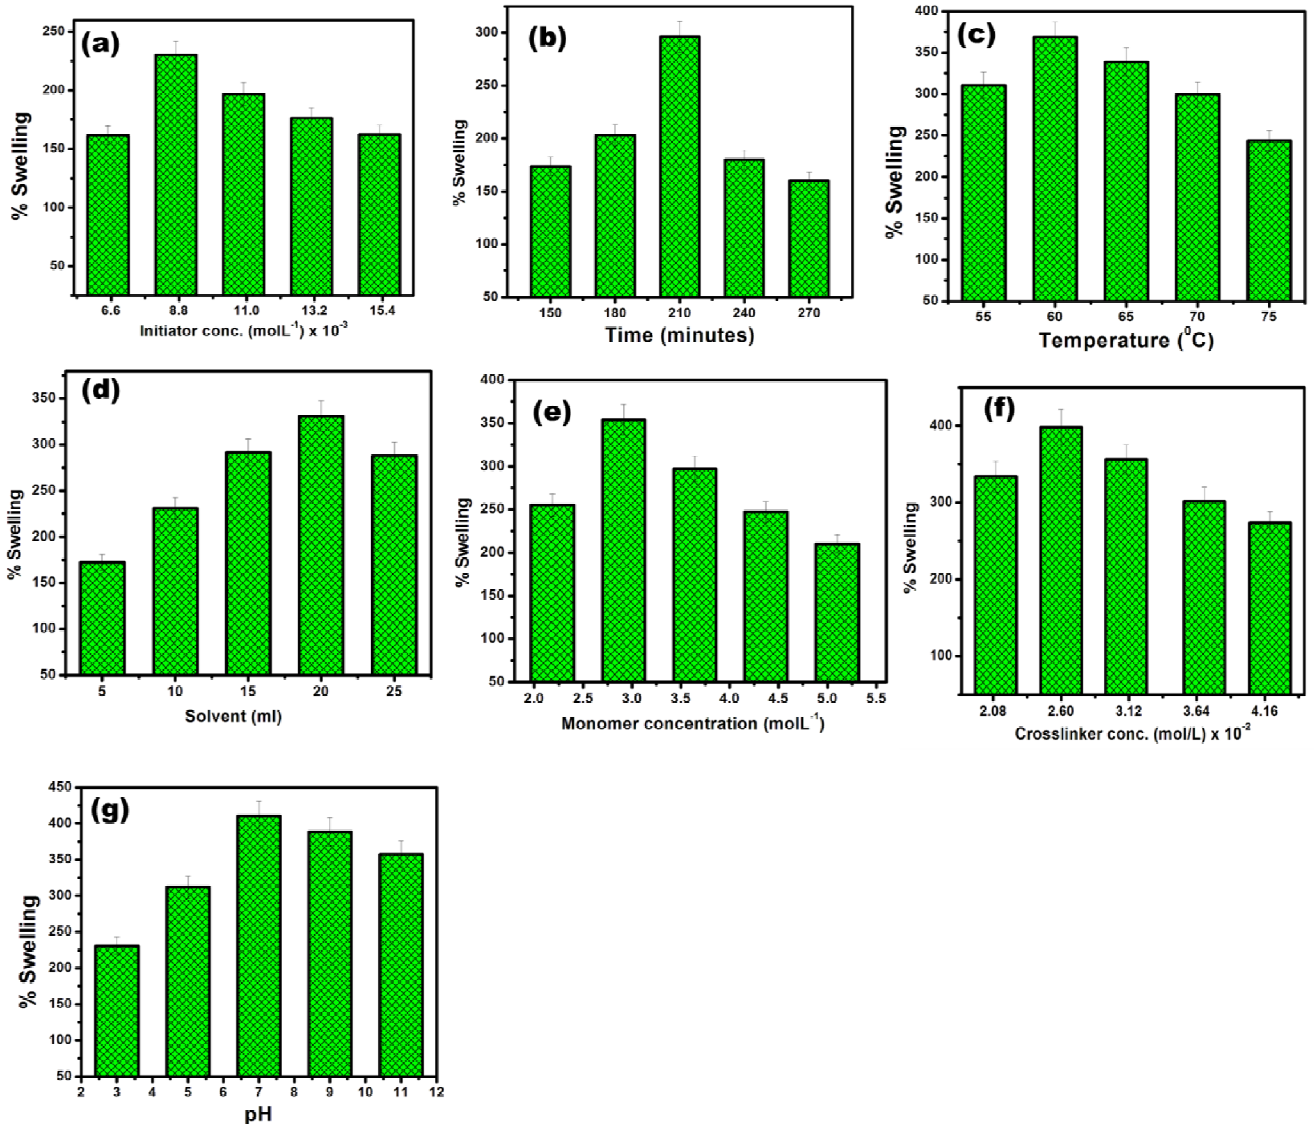 (a)
250
200
150
100
50
% Swelling
6.6 8.8 11.0 13.2 15.4
Initiator conc. (molL⁻¹) x 10⁻³
(b)
300
250
200
150
100
50
% Swelling
150 180 210 240 270
Time (minutes)
(c)
400
350
300
250
200
150
100
50
% Swelling
55 60 65 70 75
Temperature (⁰C)
(d)
350
300
250
200
150
100
50
% Swelling
5 10 15 20 25
Solvent (ml)
(e)
400
350
300
250
200
150
100
50
% Swelling
2.0 2.5 3.0 3.5 4.0 4.5 5.0 5.5
Monomer concentration (molL⁻¹)
(f)
400
300
200
100
% Swelling
2.08 2.60 3.12 3.64 4.16
Crosslinker conc. (mol/L) x 10⁻²
(g)
450
400
350
300
250
200
150
100
50
% Swelling
2 3 4 5 6 7 8 9 10 11 12
pH